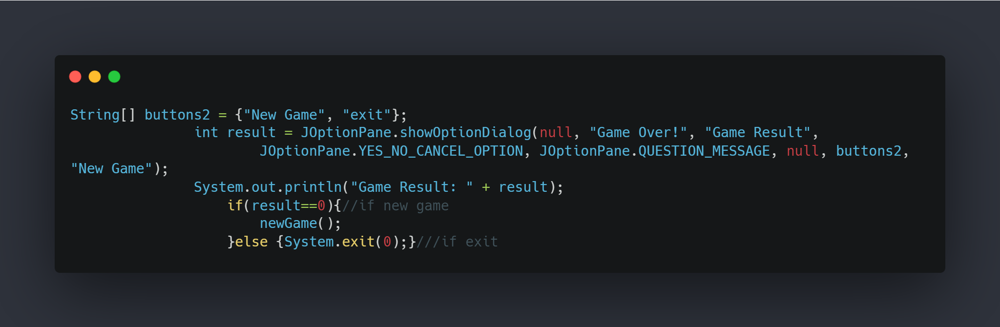 String[] buttons2 = {"New Game", "exit"};
int result = JOptionPane.showOptionDialog(null, "Game Over!", "Game Result",
JOptionPane.YES_NO_CANCEL_OPTION, JOptionPane.QUESTION_MESSAGE, null, buttons2,
"New Game");
System.out.println("Game Result: " + result);
if(result==0){//if new game
newGame();
}else {System.exit(0);}///if exit